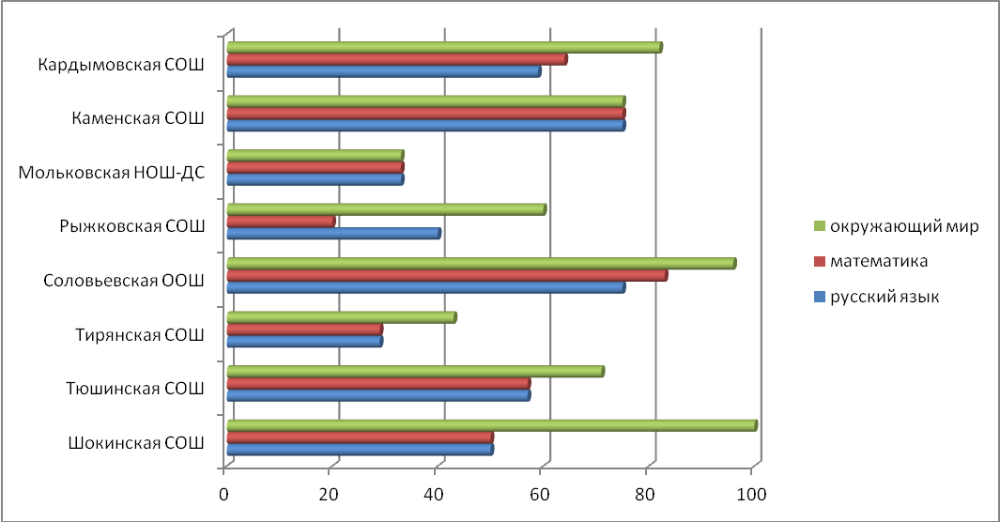 Кардымовская СОШ
Каменская СОШ
Мольковская НОШ-ДС
Рыжковская СОШ
Соловьевская ООШ
Тирянская СОШ
Тюшинская СОШ
Шокинская СОШ
0 20 40 60 80 100
окружающий мир
математика
русский язык